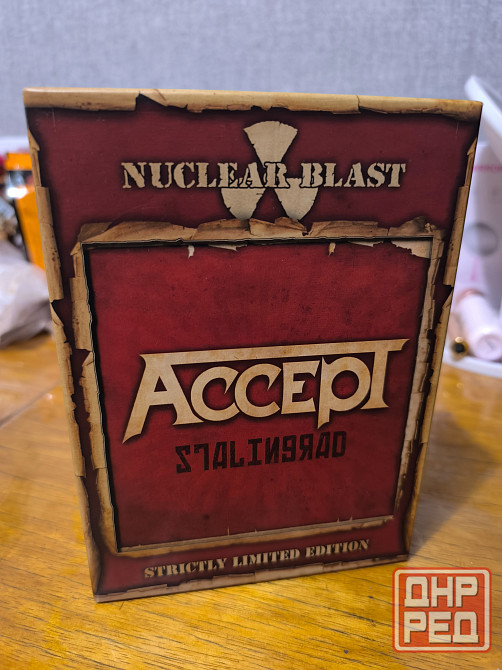 NUCLEAR BLAST
ACCEPT
STALINGRAD
STRICTLY LIMITED EDITION
ДНР
РЕД